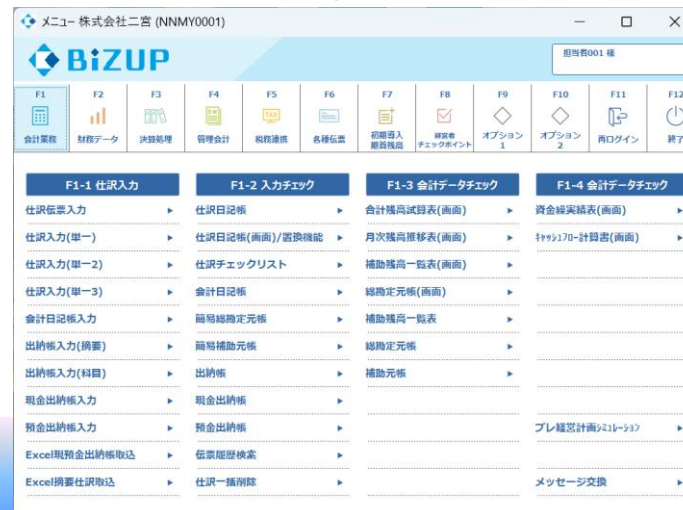 メニュー 株式会社二宮 (NNMY0001)
BiZUP
担当者001 様
F1 F2 F3 F4 F5 F6 F7 F8 F9 F10 F11 F12
TAX
会計業務 財務データ 決算処理 管理会計 税務連携 各種伝票 初期導入 期首残高 経営者チェックポイント オプション1 オプション2 再ログイン 終了
F1-1 仕訳入力
仕訳伝票入力
仕訳入力(単一)
仕訳入力(単一2)
仕訳入力(単一3)
会計日記帳入力
出納帳入力(摘要)
出納帳入力(科目)
現金出納帳入力
預金出納帳入力
Excel現預金出納帳取込
Excel摘要仕訳取込
F1-2 入力チェック
仕訳日記帳
仕訳日記帳(画面)/置換機能
仕訳チェックリスト
会計日記帳
簡易総勘定元帳
簡易補助元帳
出納帳
現金出納帳
預金出納帳
伝票履歴検索
仕訳一括削除
F1-3 会計データチェック
合計残高試算表(画面)
月次残高推移表(画面)
補助残高一覧表(画面)
総勘定元帳(画面)
補助残高一覧表
総勘定元帳
補助元帳
F1-4 会計データチェック
資金繰実績表(画面)
ｷｬｯｼｭﾌﾛｰ計算書(画面)
プレ経営計画ｼﾐｭﾚｰｼｮﾝ
メッセージ交換